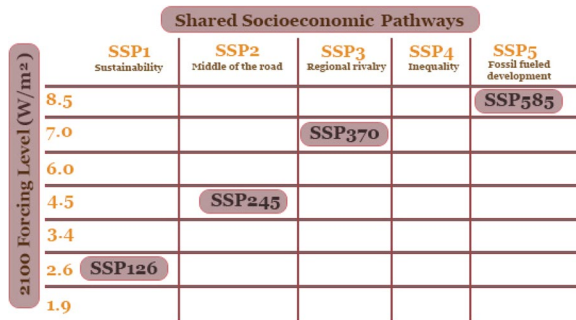 Shared Socioeconomic Pathways
SSP1 SSP2 SSP3 SSP4 SSP5
Sustainability Middle of the road Regional rivalry Inequality Fossil fueled
development
2100 Forcing Level (W/m²)
8.5 SSP585
7.0 SSP370
6.0
4.5 SSP245
3.4
2.6 SSP126
1.9